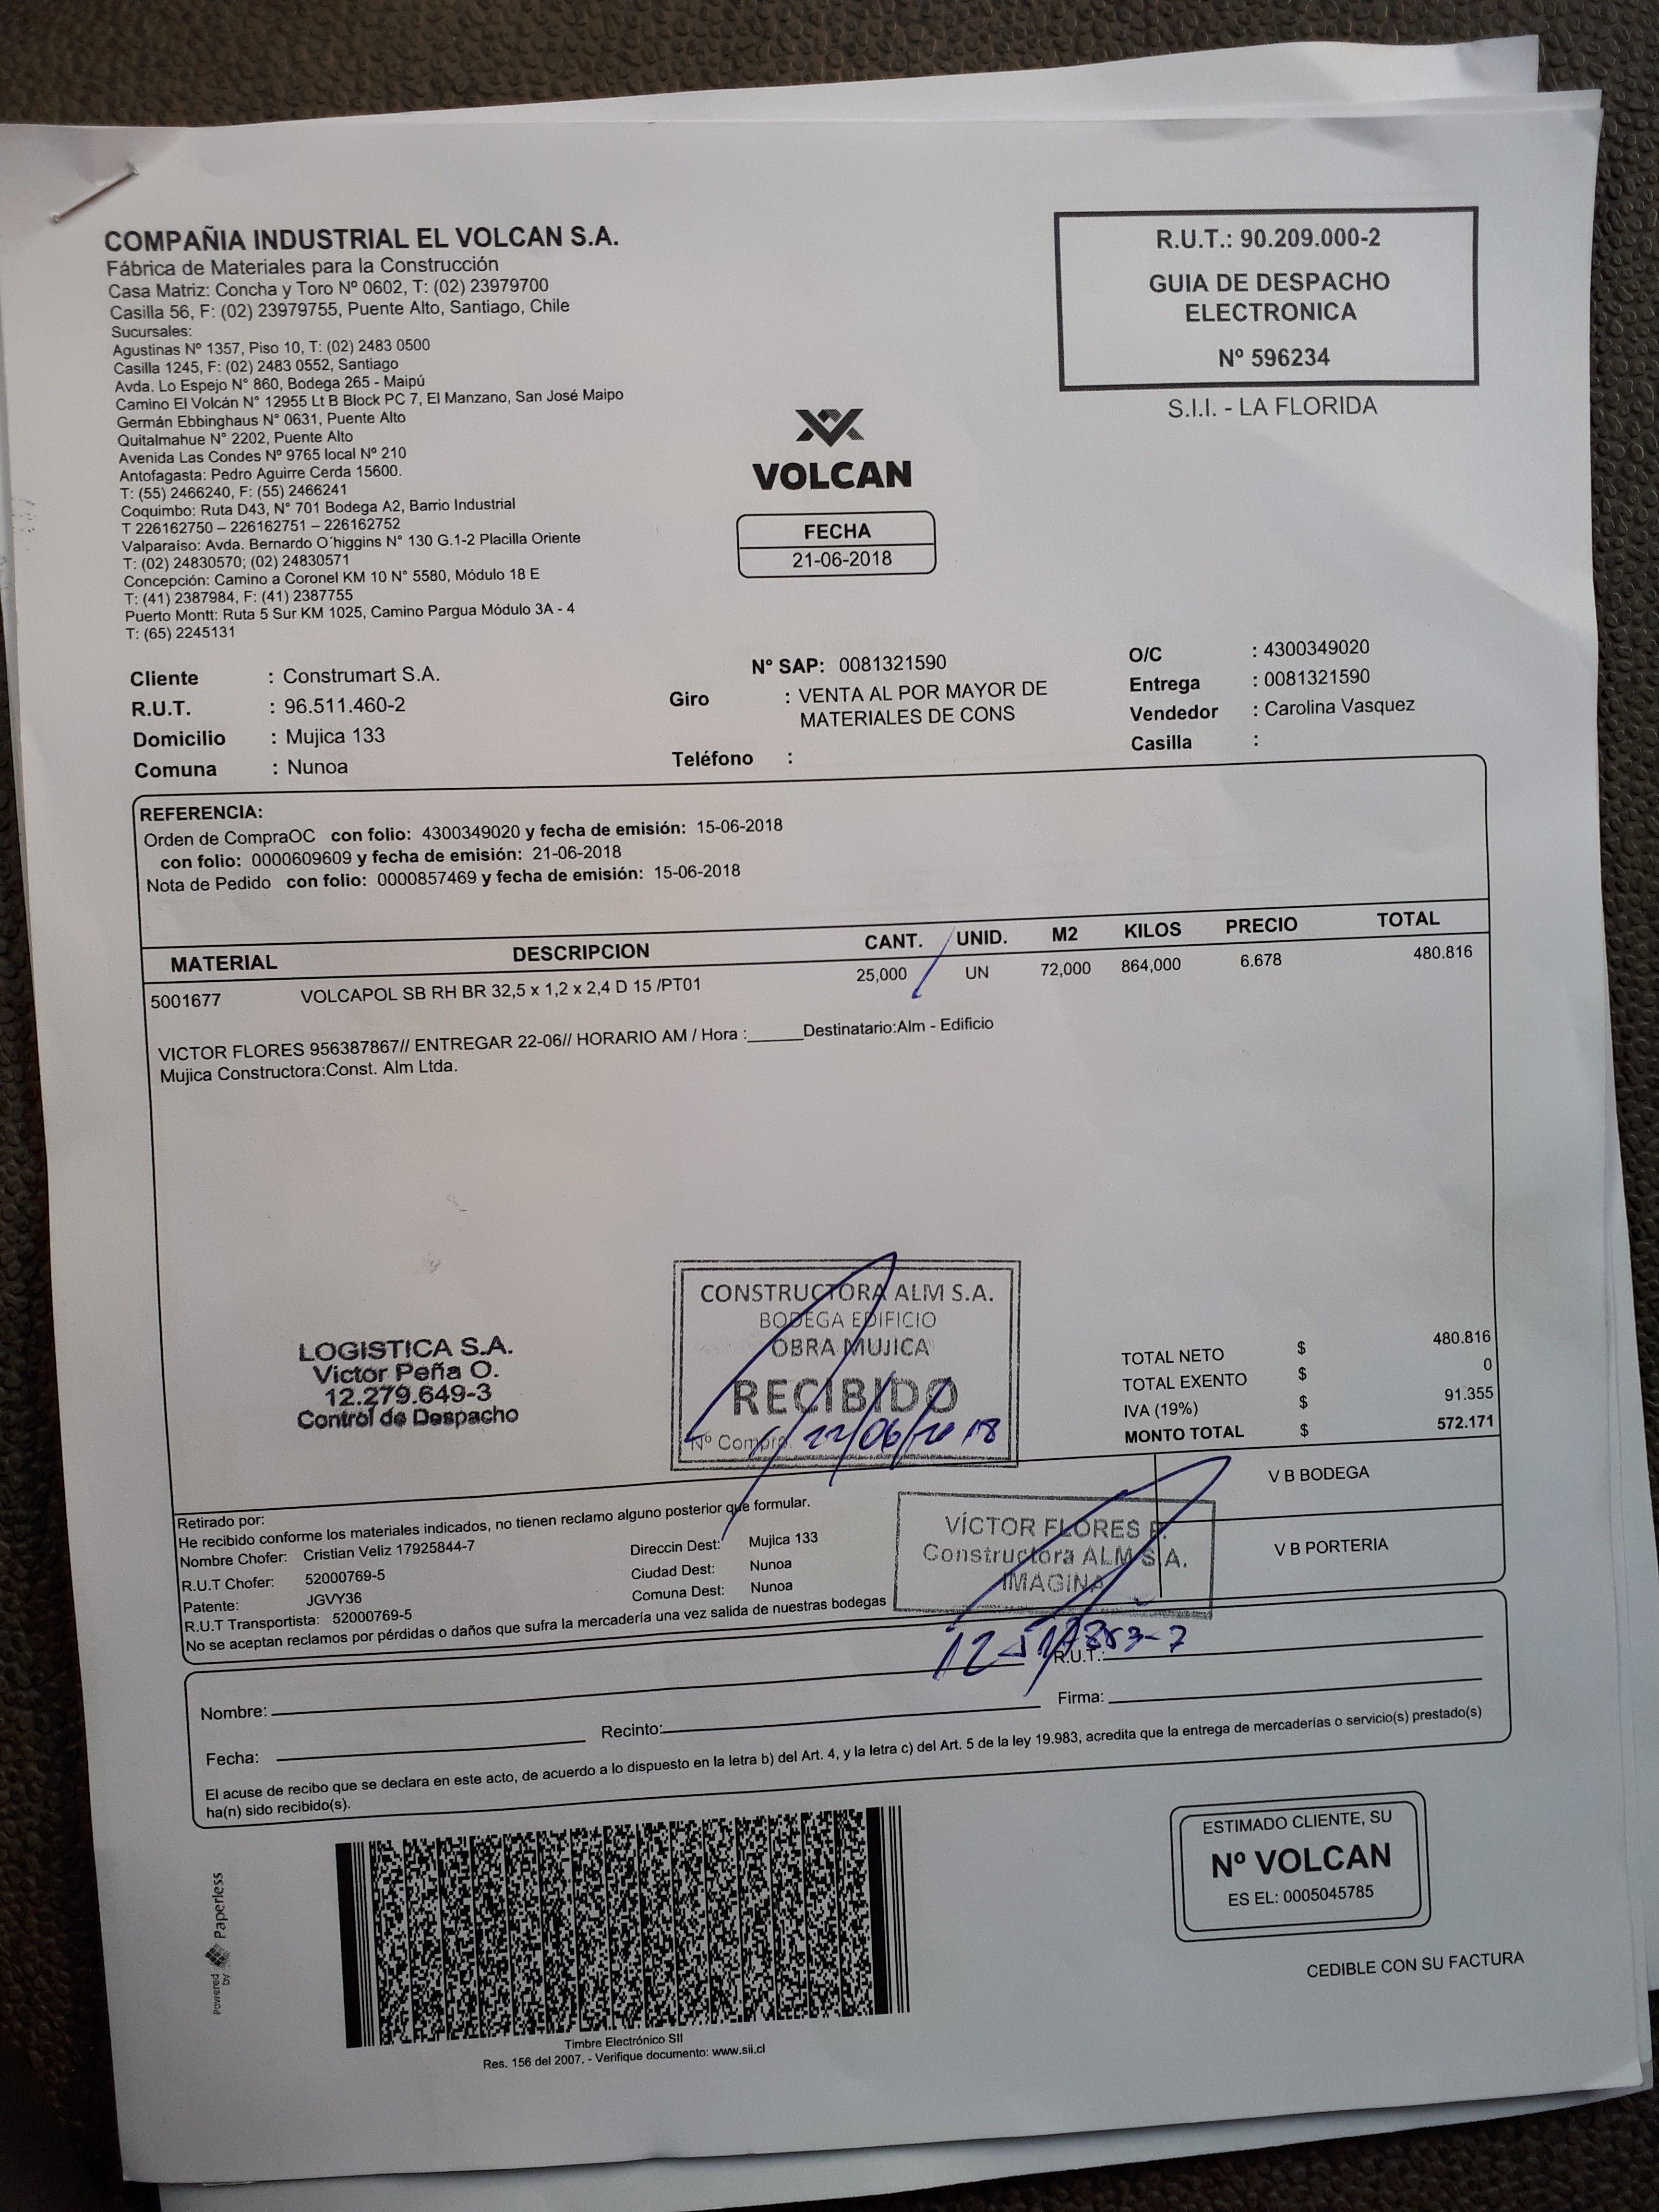 COMPAÑIA INDUSTRIAL EL VOLCAN S.A.
Fábrica de Materiales para la Construcción
Casa Matriz: Concha y Toro Nº 0602, T: (02) 23979700
Casilla 56, F: (02) 23979755, Puente Alto, Santiago, Chile
Sucursales:
Agustinas Nº 1357, Piso 10, T: (02) 2483 0500
Casilla 1245, F: (02) 2483 0552, Santiago
Avda. Lo Espejo N° 860, Bodega 265 - Maipú
Camino El Volcán N° 12955 Lt B Block PC 7, El Manzano, San José Maipo
Germán Ebbinghaus N° 0631, Puente Alto
Quitalmahue N° 2202, Puente Alto
Avenida Las Condes Nº 9765 local Nº 210
Antofagasta: Pedro Aguirre Cerda 15600.
T: (55) 2466240, F: (55) 2466241
Coquimbo: Ruta D43, N° 701 Bodega A2, Barrio Industrial
T 226162750 – 226162751 – 226162752
Valparaíso: Avda. Bernardo O´higgins N° 130 G.1-2 Placilla Oriente
T: (02) 24830570; (02) 24830571
Concepción: Camino a Coronel KM 10 N° 5580, Módulo 18 E
T: (41) 2387984, F: (41) 2387755
Puerto Montt: Ruta 5 Sur KM 1025, Camino Pargua Módulo 3A - 4
T: (65) 2245131
R.U.T.: 90.209.000-2
GUIA DE DESPACHO
ELECTRONICA
Nº 596234
S.I.I. - LA FLORIDA
VOLCAN
FECHA
21-06-2018
Cliente : Construmart S.A.
R.U.T. : 96.511.460-2
Domicilio : Mujica 133
Comuna : Nunoa
N° SAP: 0081321590
Giro : VENTA AL POR MAYOR DE
MATERIALES DE CONS
Teléfono :
O/C : 4300349020
Entrega : 0081321590
Vendedor : Carolina Vasquez
Casilla :
REFERENCIA:
Orden de CompraOC con folio: 4300349020 y fecha de emisión: 15-06-2018
con folio: 0000609609 y fecha de emisión: 21-06-2018
Nota de Pedido con folio: 0000857469 y fecha de emisión: 15-06-2018
MATERIAL DESCRIPCION CANT. UNID. M2 KILOS PRECIO TOTAL
5001677 VOLCAPOL SB RH BR 32,5 x 1,2 x 2,4 D 15 /PT01 25,000 UN 72,000 864,000 6.678 480.816
VICTOR FLORES 956387867// ENTREGAR 22-06// HORARIO AM / Hora :______Destinatario:Alm - Edificio
Mujica Constructora:Const. Alm Ltda.
LOGISTICA S.A.
Victor Peña O.
12.279.649-3
Control de Despacho
CONSTRUCTORA ALM S.A.
BODEGA EDIFICIO
OBRA MUJICA
RECIBIDO
Nº Compro.
22/06/2018
TOTAL NETO $ 480.816
TOTAL EXENTO $ 0
IVA (19%) $ 91.355
MONTO TOTAL $ 572.171
V B BODEGA
V B PORTERIA
Retirado por:
He recibido conforme los materiales indicados, no tienen reclamo alguno posterior que formular.
Nombre Chofer: Cristian Veliz 17925844-7
R.U.T Chofer: 52000769-5
Patente: JGVY36
R.U.T Transportista: 52000769-5
Direccin Dest: Mujica 133
Ciudad Dest: Nunoa
Comuna Dest: Nunoa
No se aceptan reclamos por pérdidas o daños que sufra la mercadería una vez salida de nuestras bodegas
VÍCTOR FLORES P.
Constructora ALM S.A.
IMAGINA
Nombre:
R.U.T.:
Fecha:
Recinto:
Firma:
El acuse de recibo que se declara en este acto, de acuerdo a lo dispuesto en la letra b) del Art. 4, y la letra c) del Art. 5 de la ley 19.983, acredita que la entrega de mercaderías o servicio(s) prestado(s)
ha(n) sido recibido(s).
Powered by Paperless
Timbre Electrónico SII
Res. 156 del 2007. - Verifique documento: www.sii.cl
ESTIMADO CLIENTE, SU
Nº VOLCAN
ES EL: 0005045785
CEDIBLE CON SU FACTURA